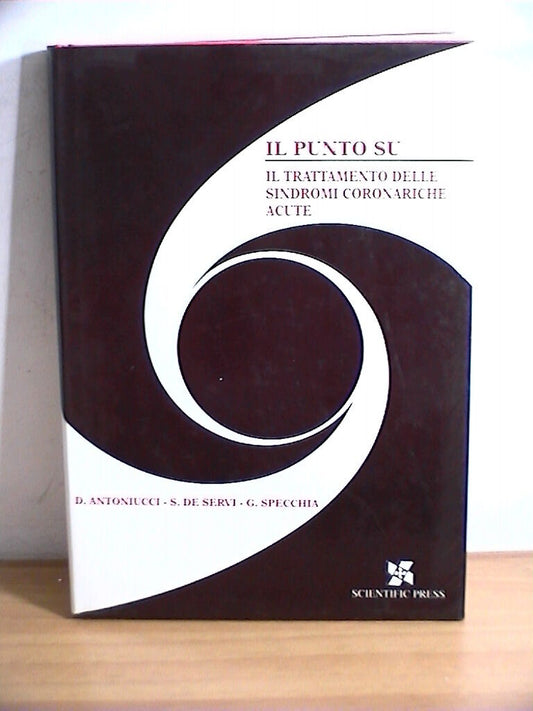 IL PUNTO SU
IL TRATTAMENTO DELLE
SINDROMI CORONARICHE
ACUTE
D. ANTONIUCCI - S. DE SERVI - G. SPECCHIA
SCIENTIFIC PRESS